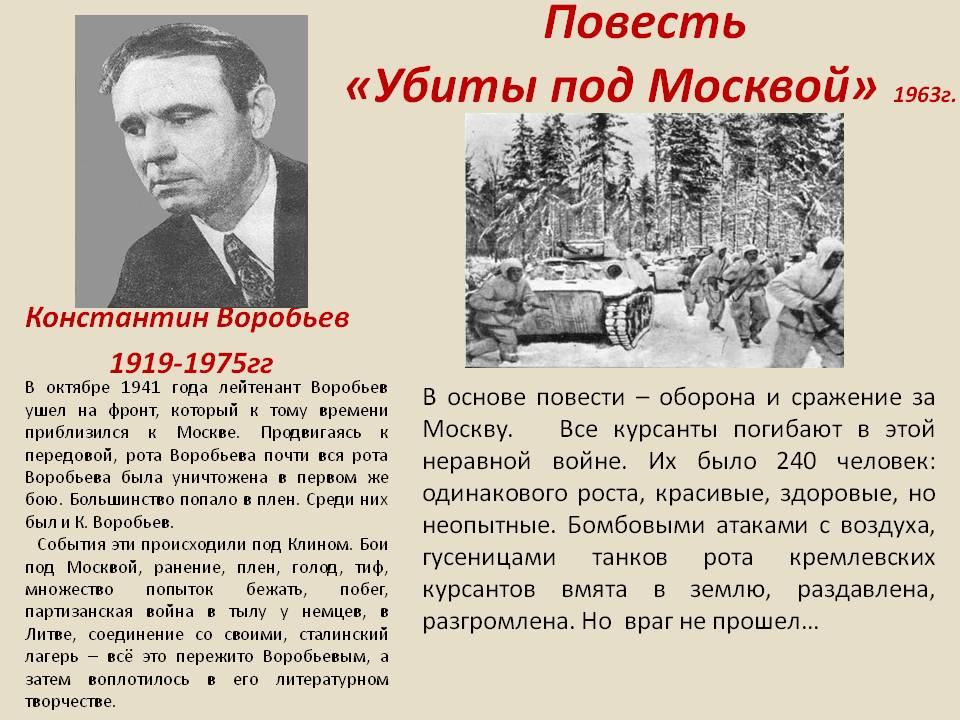 Повесть
«Убиты под Москвой» 1963г.
Константин Воробьев
1919-1975гг
В октябре 1941 года лейтенант Воробьев
ушел на фронт, который к тому времени
приблизился к Москве. Продвигаясь к
передовой, рота Воробьева почти вся рота
Воробьева была уничтожена в первом же
бою. Большинство попало в плен. Среди них
был и К. Воробьев.
События эти происходили под Клином. Бои
под Москвой, ранение, плен, голод, тиф,
множество попыток бежать, побег,
партизанская война в тылу у немцев, в
Литве, соединение со своими, сталинский
лагерь – всё это пережито Воробьевым, а
затем воплотилось в его литературном
творчестве.
В основе повести – оборона и сражение за
Москву. Все курсанты погибают в этой
неравной войне. Их было 240 человек:
одинакового роста, красивые, здоровые, но
неопытные. Бомбовыми атаками с воздуха,
гусеницами танков рота кремлевских
курсантов вмята в землю, раздавлена,
разгромлена. Но враг не прошел…